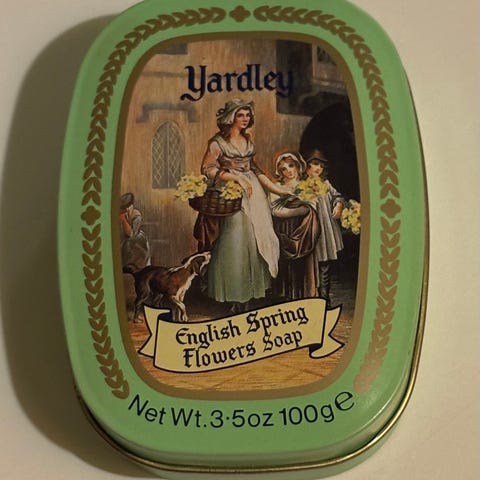 Yardley
English Spring
Flowers Soap
Net Wt.3·5oz 100g℮